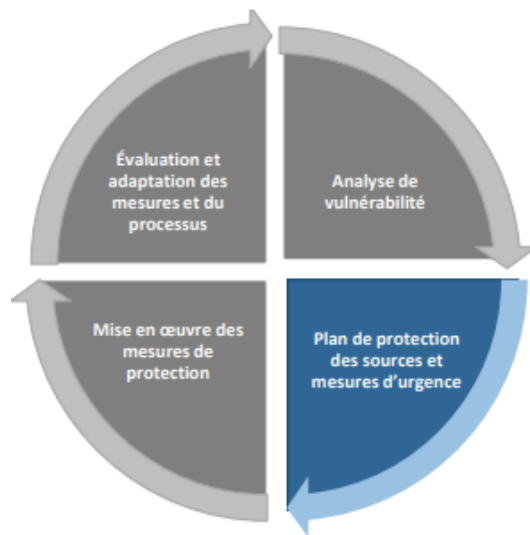 Évaluation et
adaptation des
mesures et du
processus
Analyse de
vulnérabilité
Mise en œuvre des
mesures de
protection
Plan de protection
des sources et
mesures d'urgence